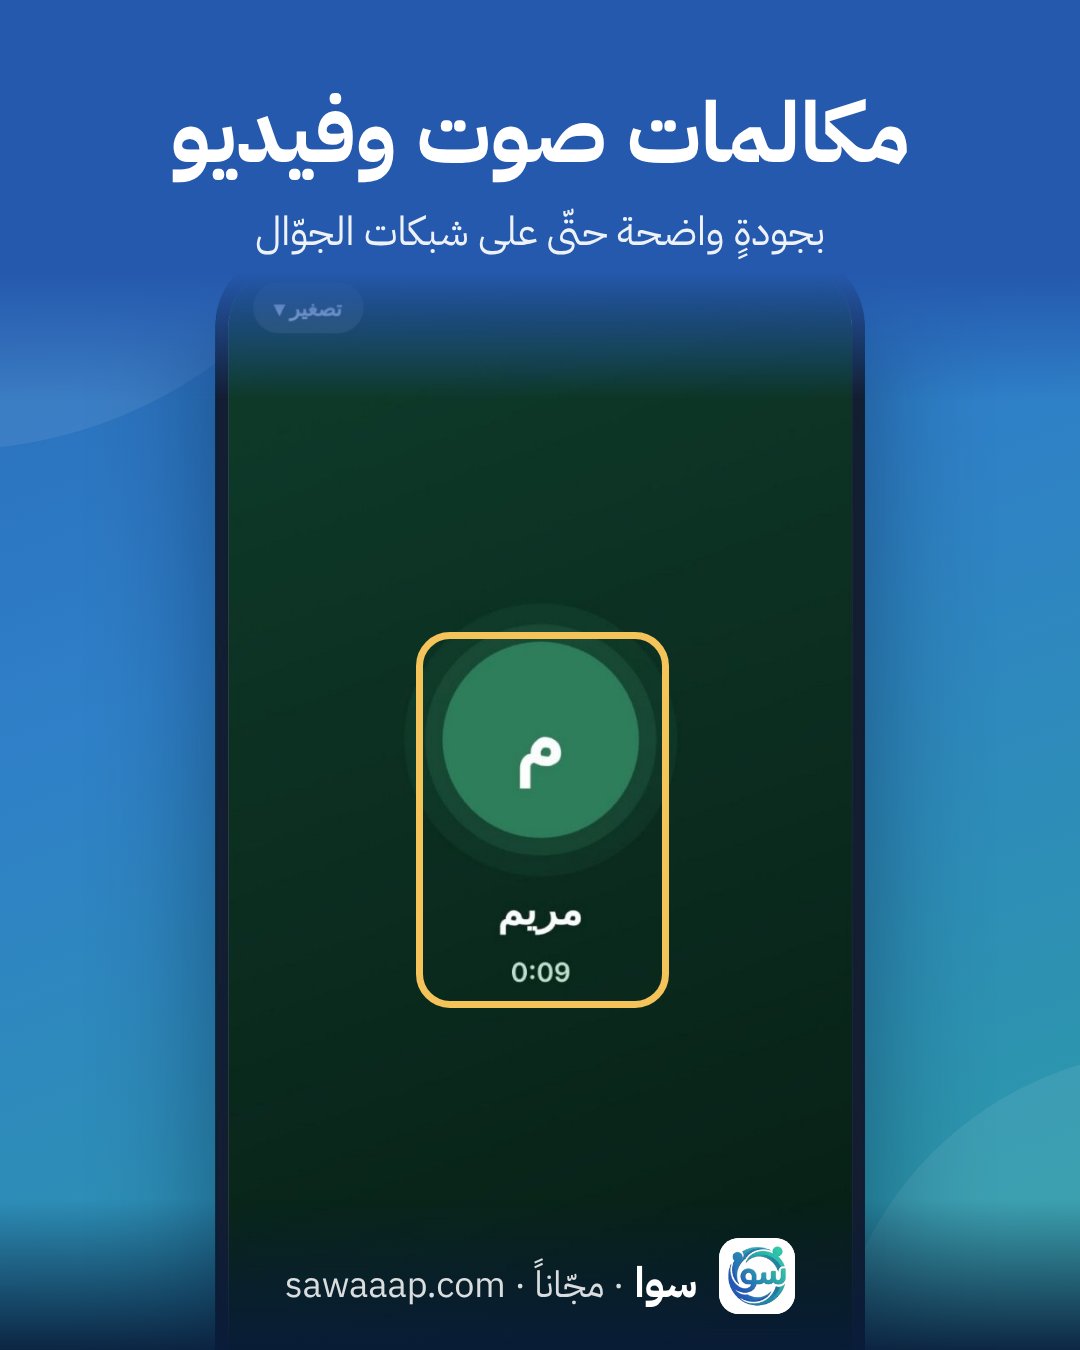 مكالمات صوت وفيديو
بجودةٍ واضحة حتّى على شبكات الجوّال
تصغير ▾
م
مريم
0:09
سوا
سوا · مجّاناً · sawaaap.com